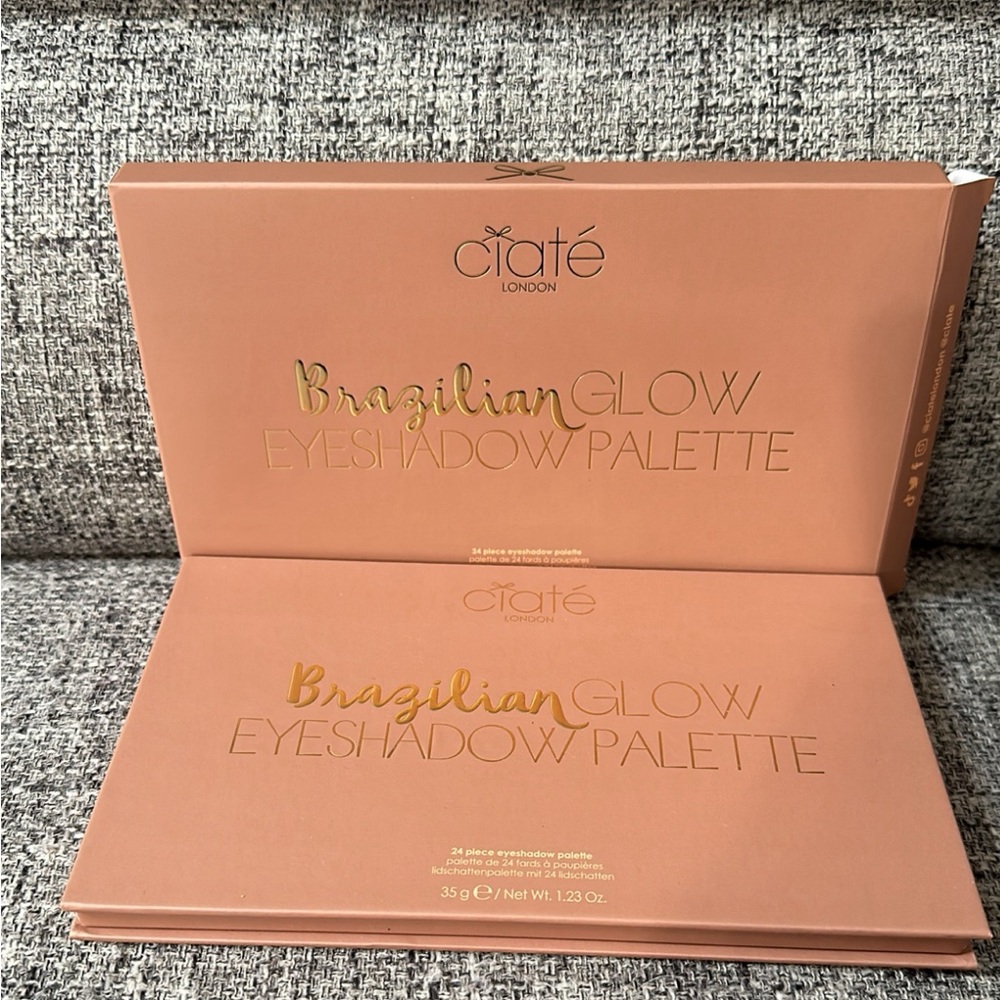 ciaté
LONDON
Brazilian GLOW
EYESHADOW PALETTE
24 piece eyeshadow palette
palette de 24 fards à paupières
@ciatelondon @ciate
ciaté
LONDON
Brazilian GLOW
EYESHADOW PALETTE
24 piece eyeshadow palette
palette de 24 fards à paupières
lidschattenpalette mit 24 lidschatten
35 g ℮ / Net Wt. 1.23 Oz.